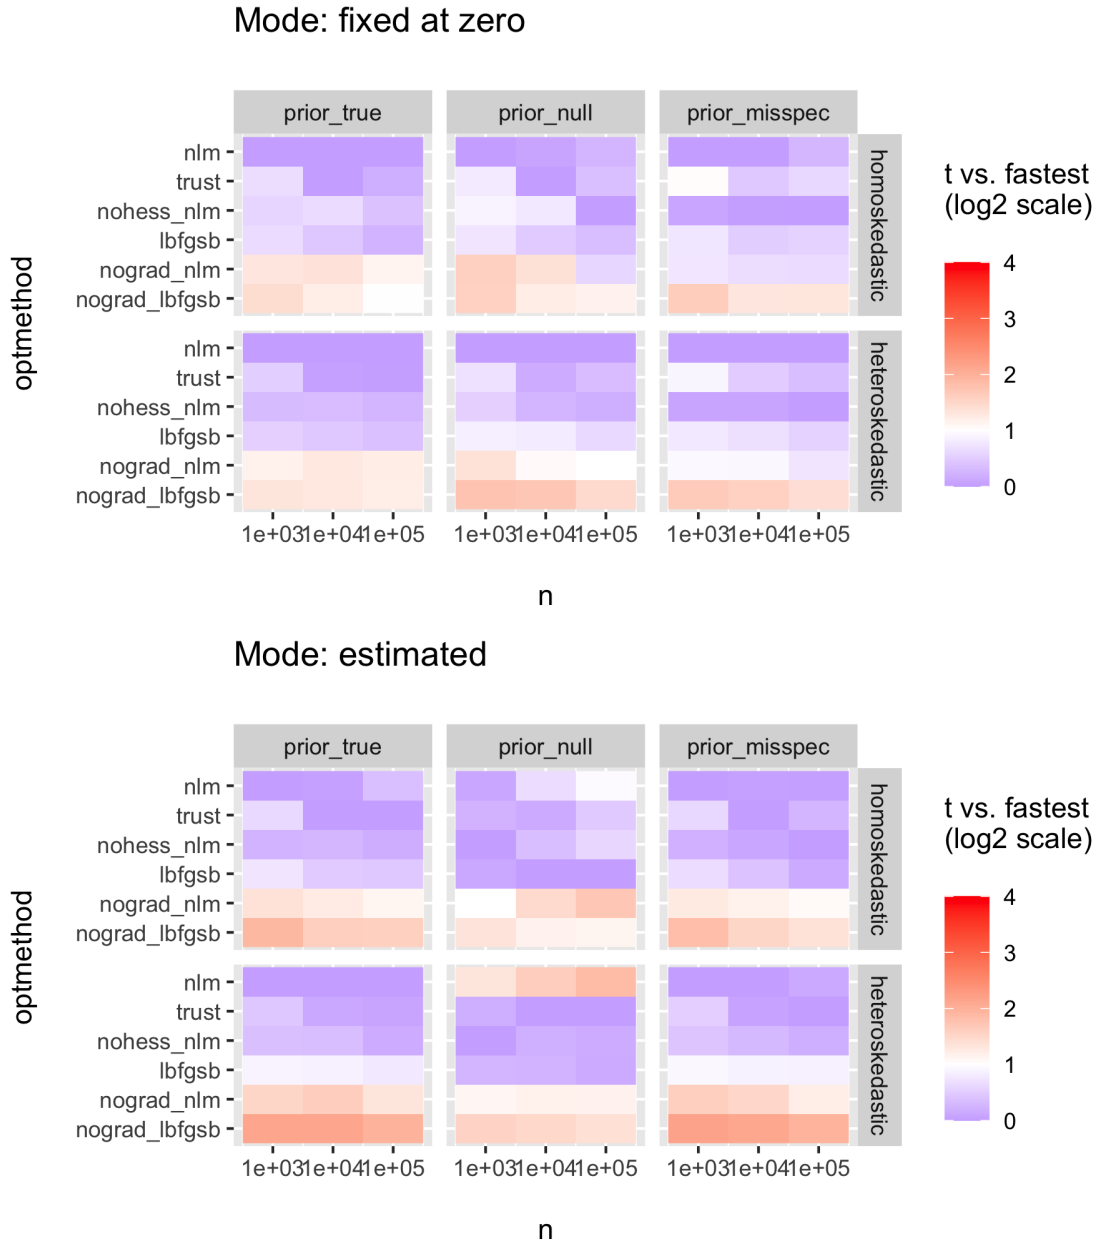 Mode: fixed at zero
prior_true prior_null prior_misspec
homoskedastic
nlm
trust
nohess_nlm
lbfgsb
nograd_nlm
nograd_lbfgsb
heteroskedastic
nlm
trust
nohess_nlm
lbfgsb
nograd_nlm
nograd_lbfgsb
1e+03 1e+04 1e+05 1e+03 1e+04 1e+05 1e+03 1e+04 1e+05
n
optmethod
t vs. fastest
(log2 scale)
4
3
2
1
0
Mode: estimated
prior_true prior_null prior_misspec
homoskedastic
nlm
trust
nohess_nlm
lbfgsb
nograd_nlm
nograd_lbfgsb
heteroskedastic
nlm
trust
nohess_nlm
lbfgsb
nograd_nlm
nograd_lbfgsb
1e+03 1e+04 1e+05 1e+03 1e+04 1e+05 1e+03 1e+04 1e+05
n
optmethod
t vs. fastest
(log2 scale)
4
3
2
1
0